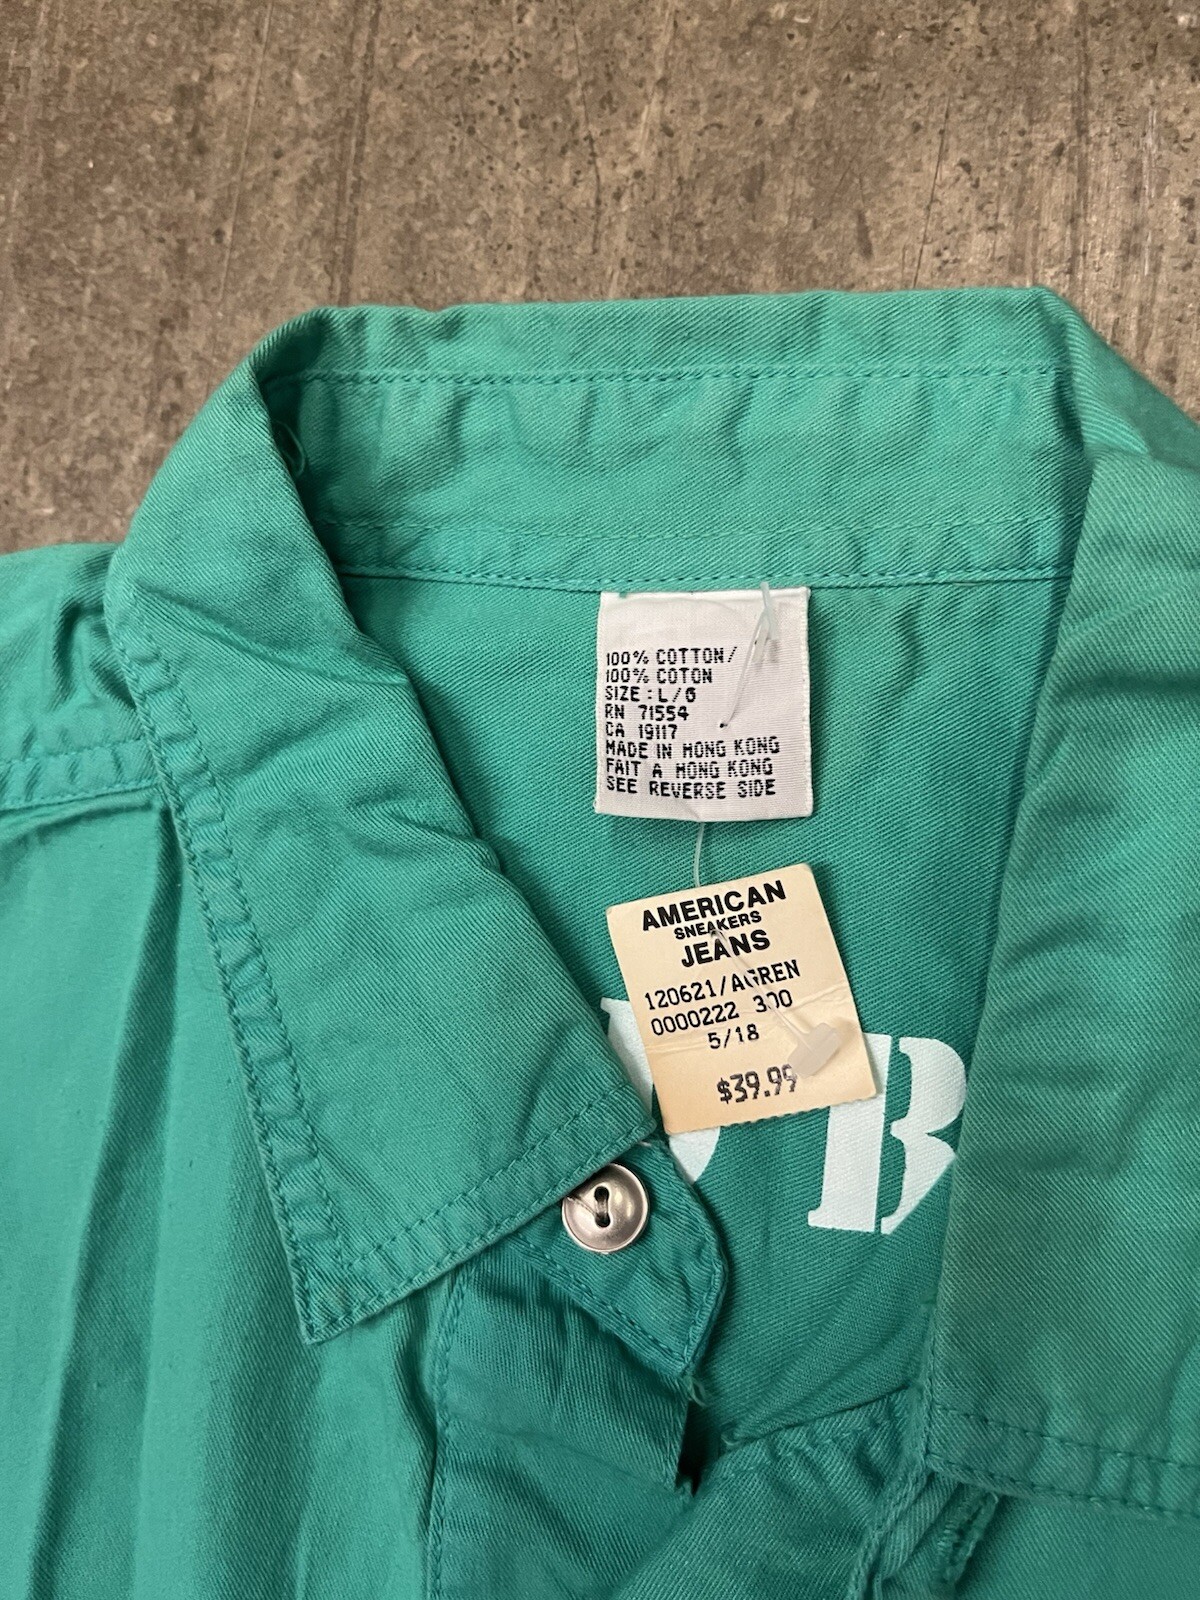 100% COTTON/
100% COTON
SIZE : L/G
RN 71554
CA 19117
MADE IN HONG KONG
FAIT A HONG KONG
SEE REVERSE SIDE
AMERICAN
SNEAKERS
JEANS
120621/AGREN
0000222 300
5/18
$39.99
B